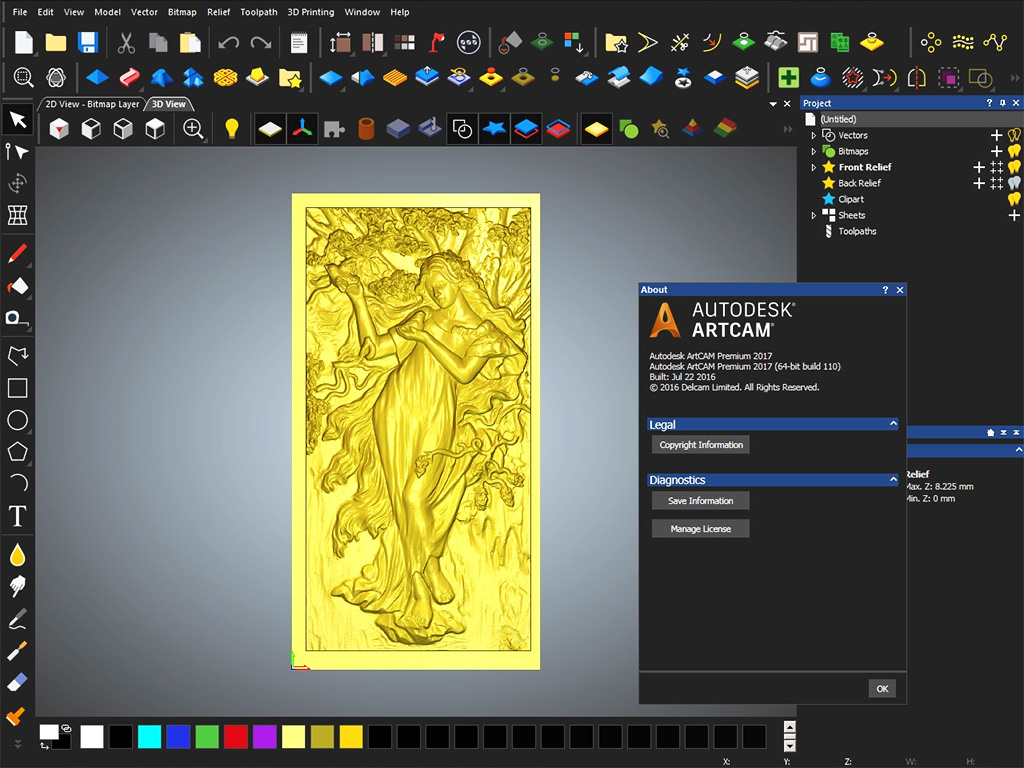 File Edit View Model Vector Bitmap Relief Toolpath 3D Printing Window Help
2D View - Bitmap Layer 3D View
Project
(Untitled)
Vectors
Bitmaps
Front Relief
Back Relief
Clipart
Sheets
Toolpaths
T
About
AUTODESK®
ARTCAM®
Autodesk ArtCAM Premium 2017
Autodesk ArtCAM Premium 2017 (64-bit build 110)
Built: Jul 22 2016
© 2016 Delcam Limited. All Rights Reserved.
Legal
Copyright Information
Diagnostics
Save Information
Manage License
OK
Relief
Max. Z: 8.225 mm
Min. Z: 0 mm
X: Y: Z: W: H: